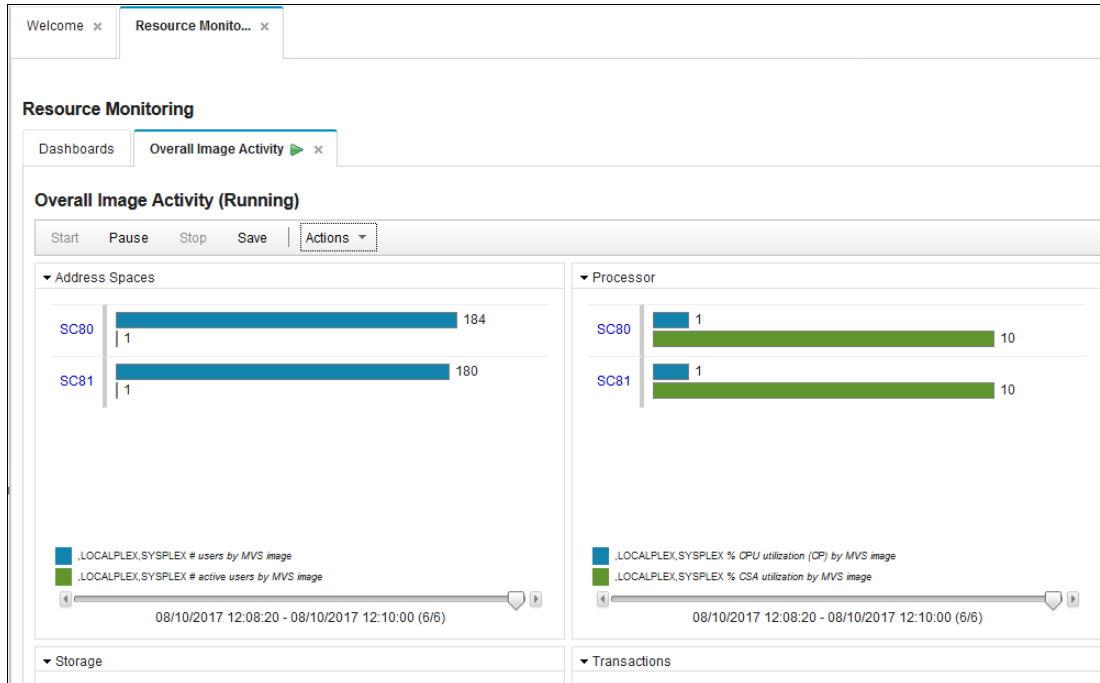 Welcome × Resource Monito... ×
Resource Monitoring
Dashboards Overall Image Activity ×
Overall Image Activity (Running)
Start Pause Stop Save Actions
Address Spaces
SC80 184
1
SC81 180
1
,LOCALPLEX,SYSPLEX # users by MVS image
,LOCALPLEX,SYSPLEX # active users by MVS image
08/10/2017 12:08:20 - 08/10/2017 12:10:00 (6/6)
Processor
SC80 1
10
SC81 1
10
,LOCALPLEX,SYSPLEX % CPU utilization (CP) by MVS image
,LOCALPLEX,SYSPLEX % CSA utilization by MVS image
08/10/2017 12:08:20 - 08/10/2017 12:10:00 (6/6)
Storage
Transactions